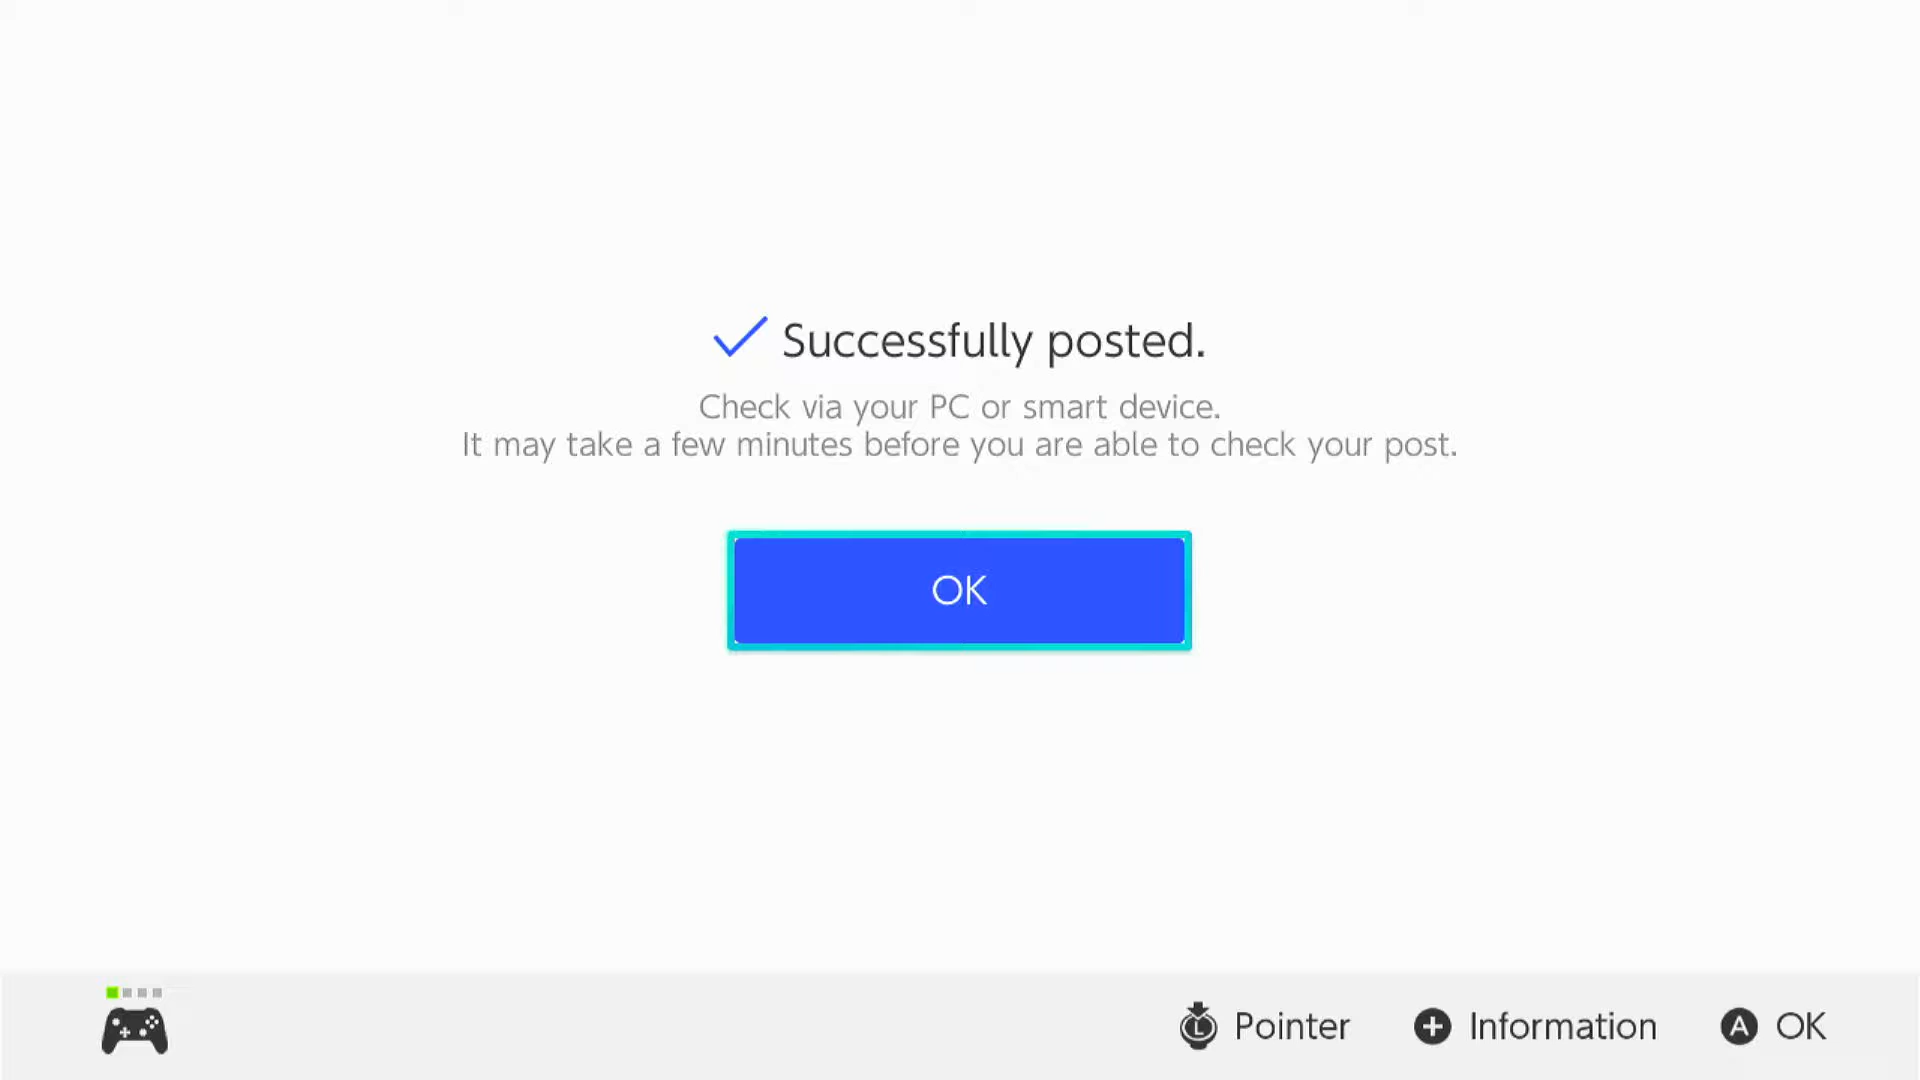 Successfully posted.
Check via your PC or smart device.
It may take a few minutes before you are able to check your post.
OK
L Pointer + Information A OK